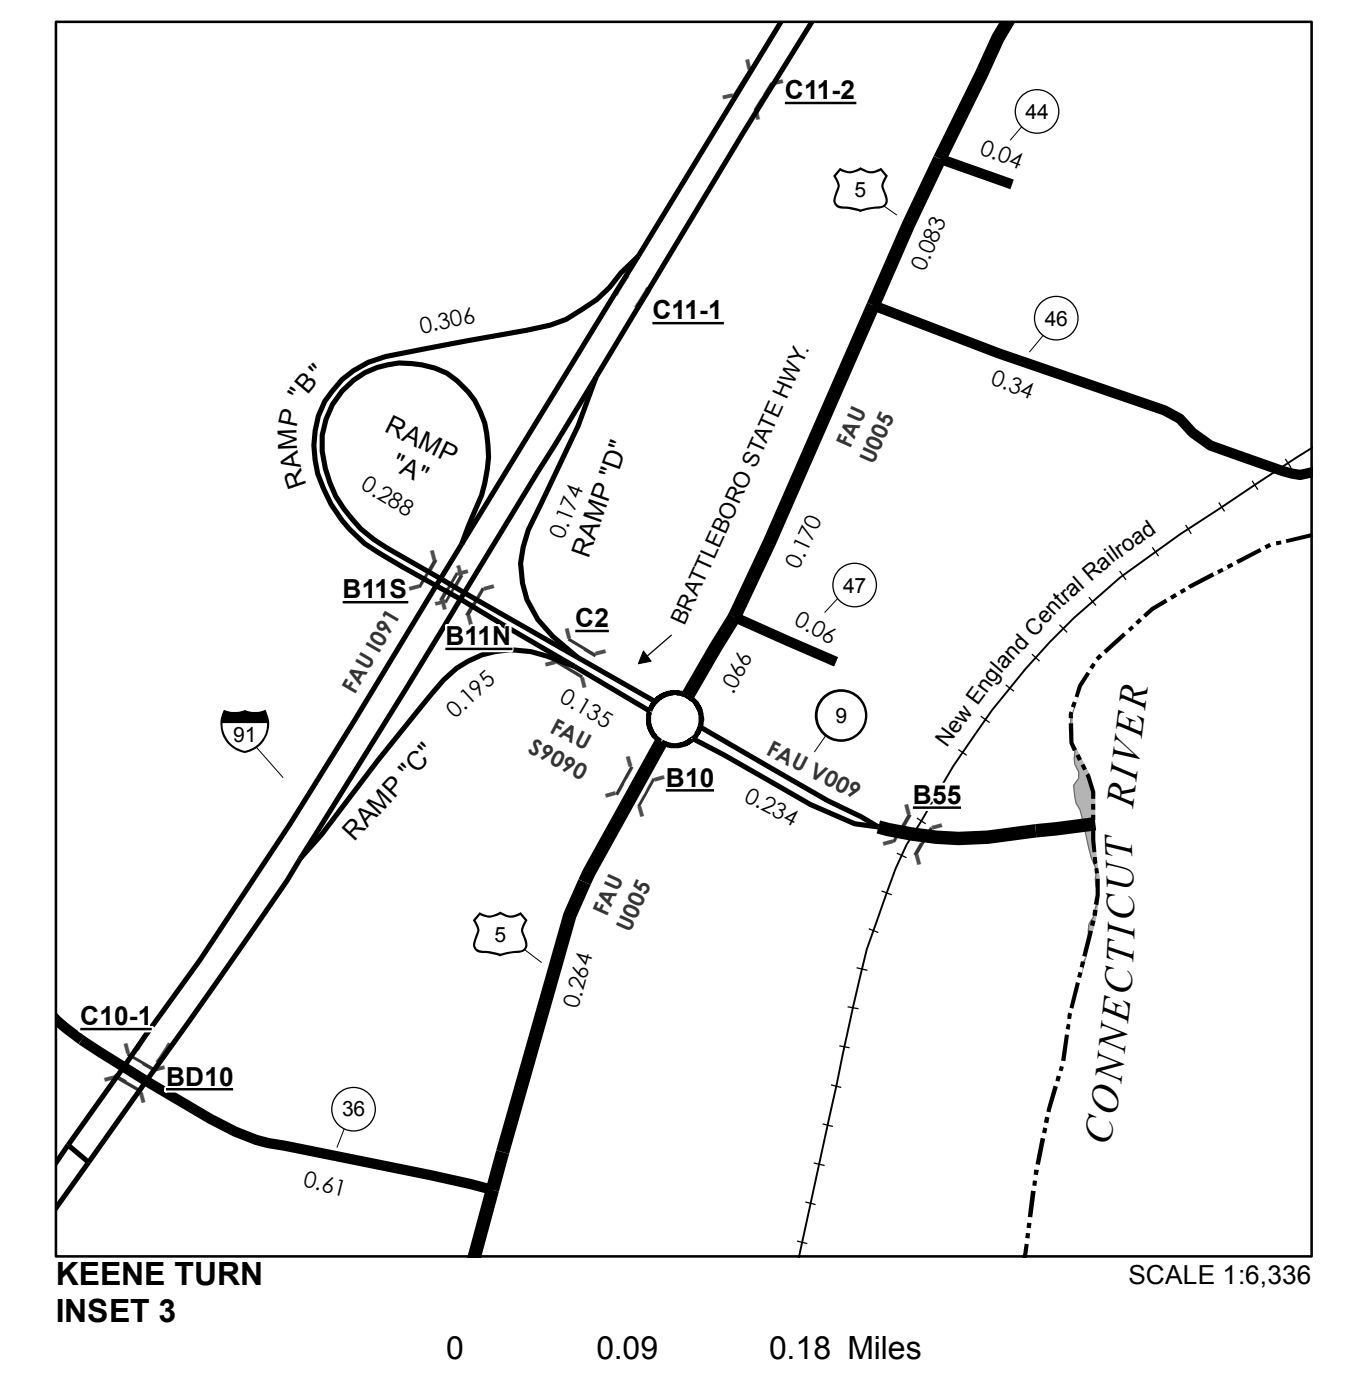 C11-2
44
0.04
5
0.083
C11-1
46
0.306
0.34
RAMP "B"
RAMP
"A"
0.288
FAU
U005
BRATTLEBORO STATE HWY.
0.174
RAMP "D"
0.170
New England Central Railroad
47
0.06
B11S
C2
B11N
FAU I091
.066
0.195
0.135
FAU
S9090
9
FAU V009
CONNECTICUT RIVER
91
B10
B55
0.234
RAMP "C"
FAU
U005
5
0.264
C10-1
BD10
36
0.61
KEENE TURN
INSET 3
SCALE 1:6,336
0 0.09 0.18 Miles